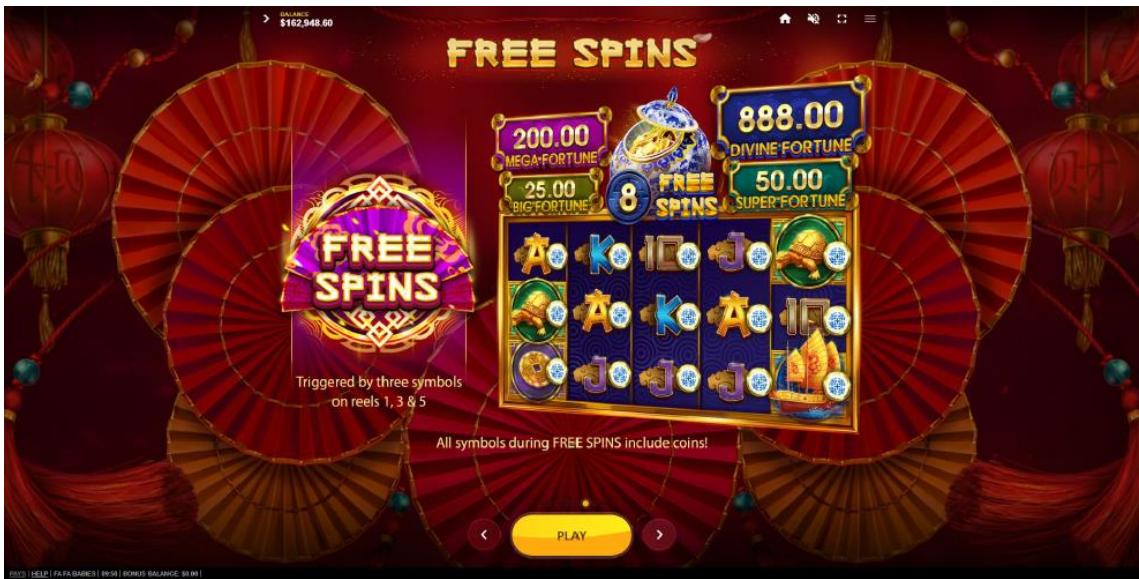 BALANCE
$162,948.60
FREE SPINS
200.00
MEGA FORTUNE
888.00
DIVINE FORTUNE
25.00
BIG FORTUNE
8 FREE SPINS
50.00
SUPER FORTUNE
A K 10 J
A K A 10
J J J
FREE
SPINS
Triggered by three symbols
on reels 1, 3 & 5
All symbols during FREE SPINS include coins!
PLAY
PAYS | HELP | FA FA BABIES | 09:50 | BONUS BALANCE: $0.00 |